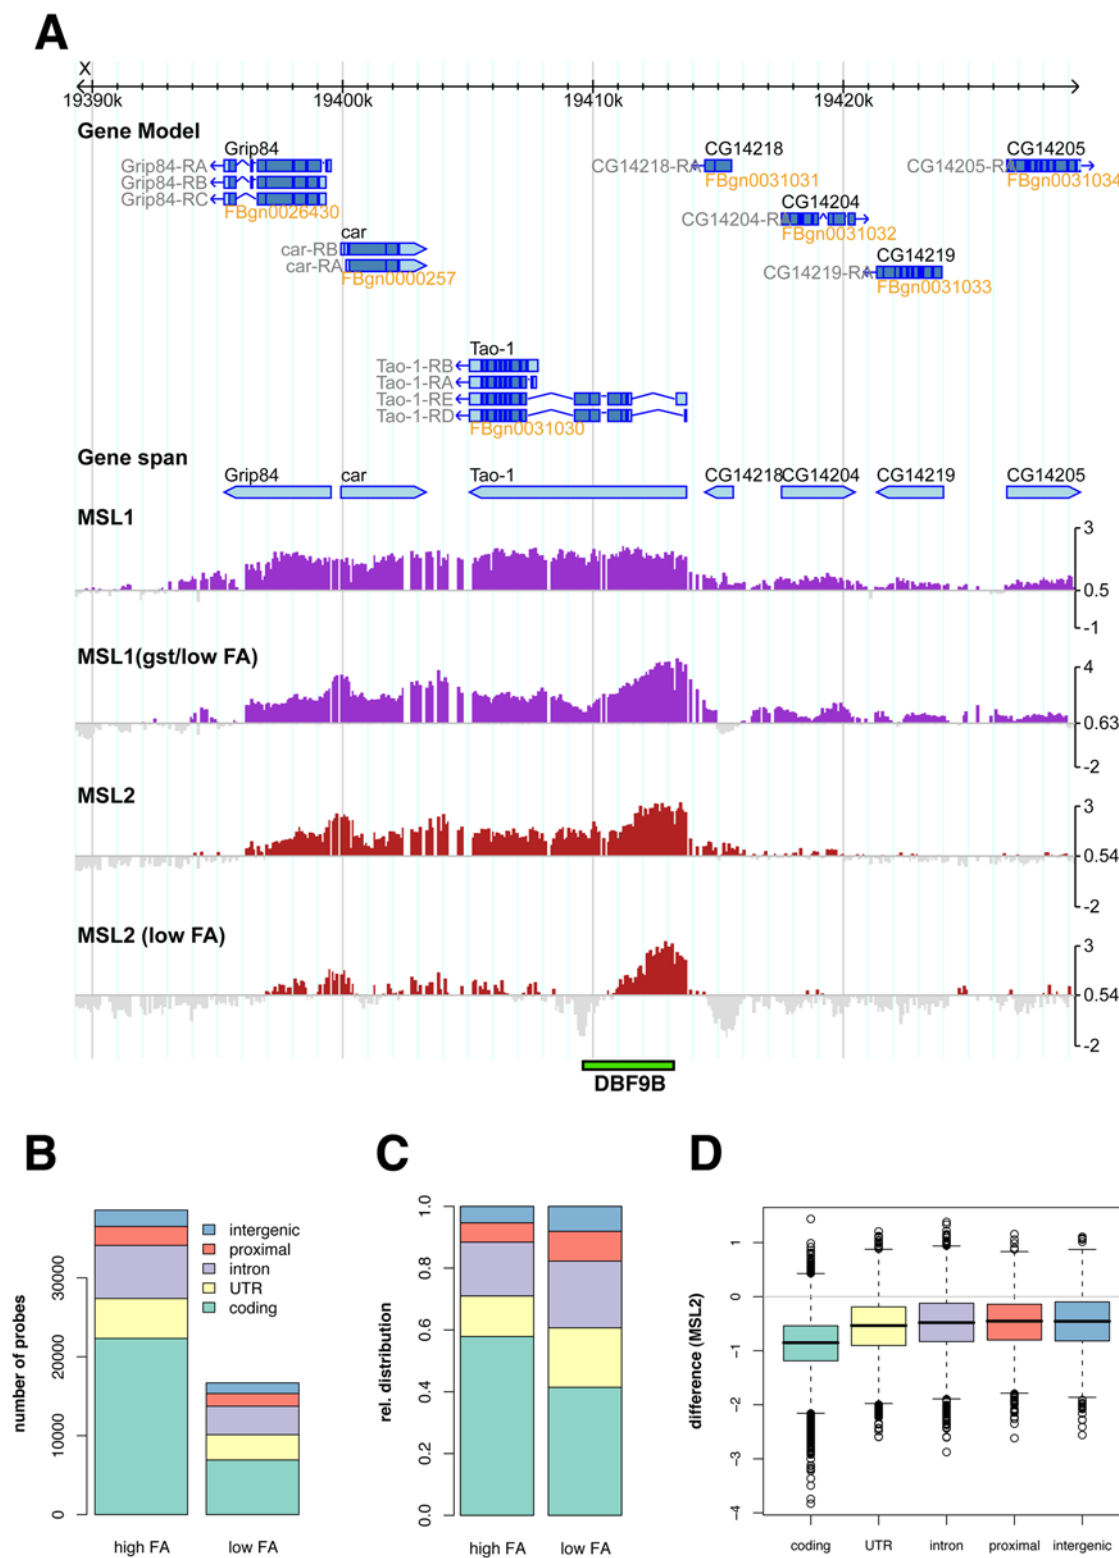 A
X
19390k 19400k 19410k 19420k
Gene Model
Grip84 CG14218 CG14205
Grip84-RA CG14218-RA CG14205-RA
Grip84-RB FBgn0031031 FBgn0031034
Grip84-RC CG14204
FBgn0026430 CG14204-RA
car FBgn0031032
car-RB CG14219
car-RA CG14219-RA
FBgn0000257 FBgn0031033
Tao-1
Tao-1-RB
Tao-1-RA
Tao-1-RE
Tao-1-RD
FBgn0031030
Gene span
Grip84 car Tao-1 CG14218 CG14204 CG14219 CG14205
MSL1
3
0.5
-1
MSL1(gst/low FA)
4
0.63
-2
MSL2
3
0.54
-2
MSL2 (low FA)
3
0.54
-2
DBF9B
B
number of probes
0
10000
20000
30000
intergenic
proximal
intron
UTR
coding
high FA low FA
C
rel. distribution
0.0
0.2
0.4
0.6
0.8
1.0
high FA low FA
D
difference (MSL2)
1
0
-1
-2
-3
-4
coding UTR intron proximal intergenic